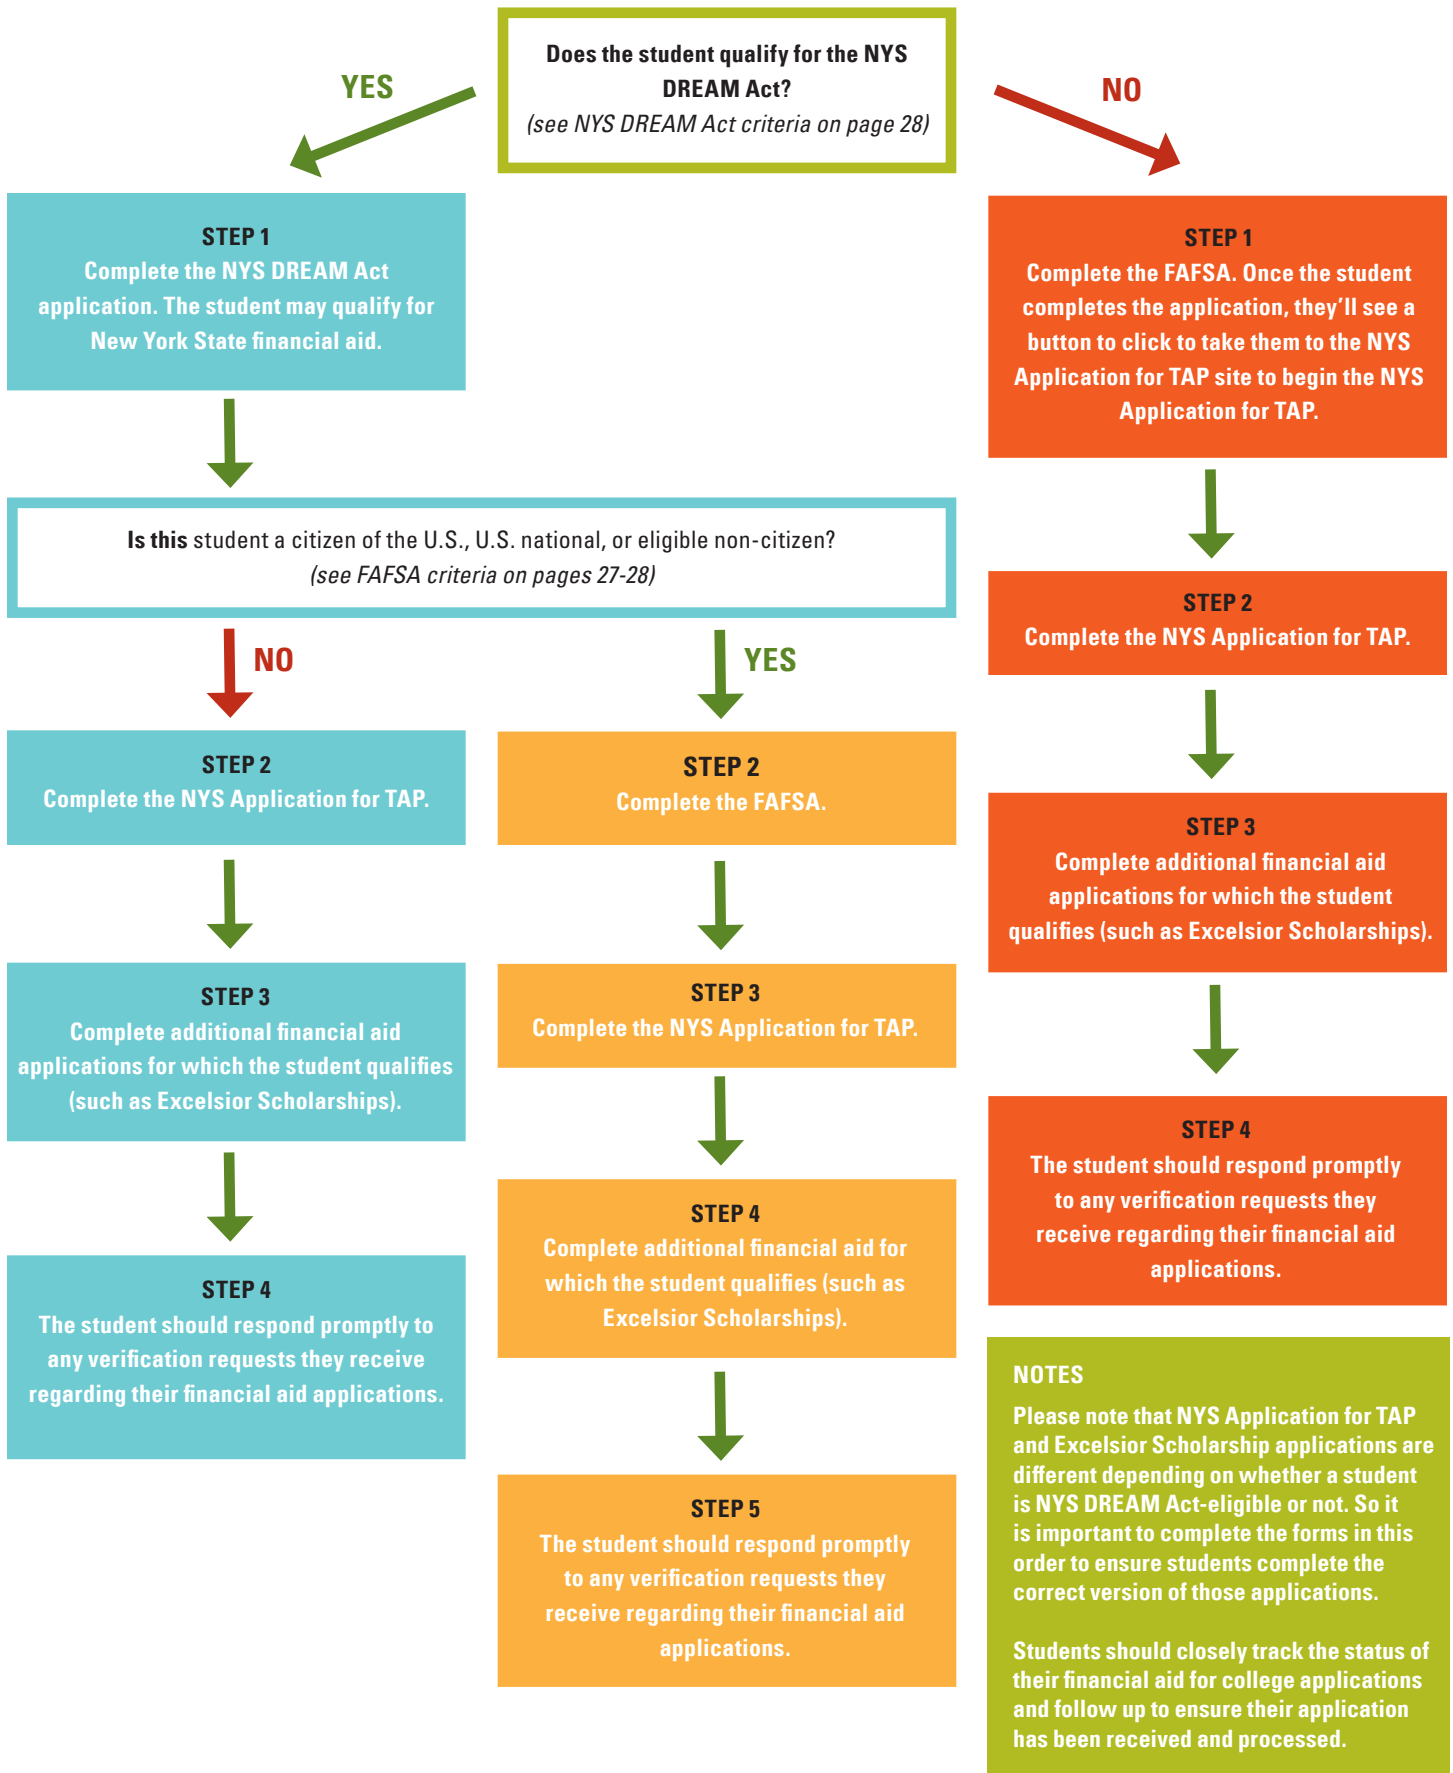 Does the student qualify for the NYS
DREAM Act?
(see NYS DREAM Act criteria on page 28)
YES
NO
STEP 1
Complete the NYS DREAM Act
application. The student may qualify for
New York State financial aid.
Is this student a citizen of the U.S., U.S. national, or eligible non-citizen?
(see FAFSA criteria on pages 27-28)
NO
STEP 2
Complete the NYS Application for TAP.
STEP 3
Complete additional financial aid
applications for which the student qualifies
(such as Excelsior Scholarships).
STEP 4
The student should respond promptly to
any verification requests they receive
regarding their financial aid applications.
YES
STEP 2
Complete the FAFSA.
STEP 3
Complete the NYS Application for TAP.
STEP 4
Complete additional financial aid for
which the student qualifies (such as
Excelsior Scholarships).
STEP 5
The student should respond promptly
to any verification requests they
receive regarding their financial aid
applications.
STEP 1
Complete the FAFSA. Once the student
completes the application, they’ll see a
button to click to take them to the NYS
Application for TAP site to begin the NYS
Application for TAP.
STEP 2
Complete the NYS Application for TAP.
STEP 3
Complete additional financial aid
applications for which the student
qualifies (such as Excelsior Scholarships).
STEP 4
The student should respond promptly
to any verification requests they
receive regarding their financial aid
applications.
NOTES
Please note that NYS Application for TAP
and Excelsior Scholarship applications are
different depending on whether a student
is NYS DREAM Act-eligible or not. So it
is important to complete the forms in this
order to ensure students complete the
correct version of those applications.
Students should closely track the status of
their financial aid for college applications
and follow up to ensure their application
has been received and processed.